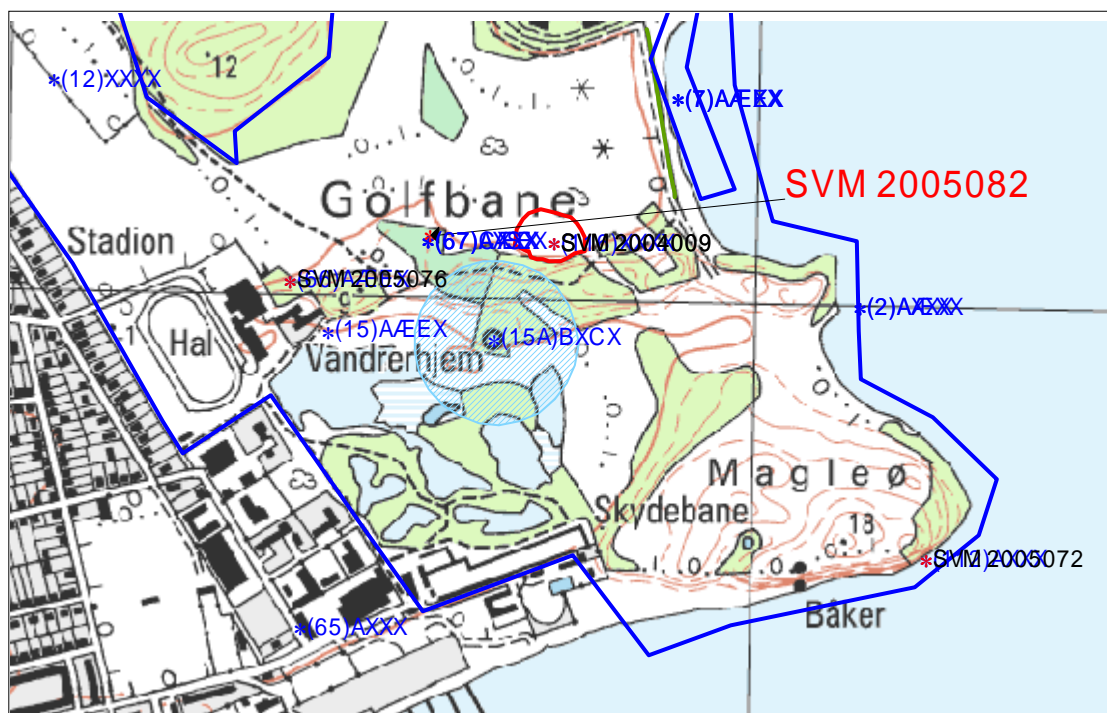 12
*(12)XXXX
*(7)AÆEX
SVM 2005082
Golfbane
Stadion
SVM 2004009
SVM 2005076
*(2)AÆXX
*(15)AÆEX
*(15A)BXCX
Hal
Vandrerhjem
Magleø
Skydebane
13
SVM 2005072
Båker
*(65)AXXX